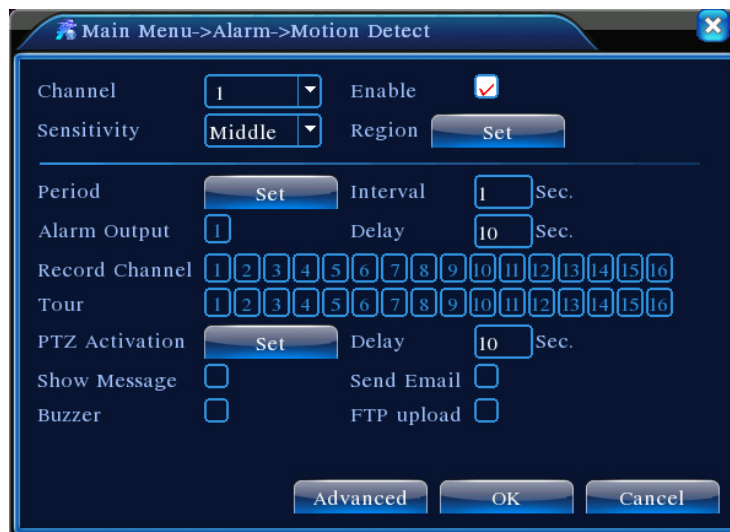 Main Menu->Alarm->Motion Detect
Channel 1 Enable
Sensitivity Middle Region Set
Period Set Interval 1 Sec.
Alarm Output 1 Delay 10 Sec.
Record Channel 1 2 3 4 5 6 7 8 9 10 11 12 13 14 15 16
Tour 1 2 3 4 5 6 7 8 9 10 11 12 13 14 15 16
PTZ Activation Set Delay 10 Sec.
Show Message Send Email
Buzzer FTP upload
Advanced OK Cancel